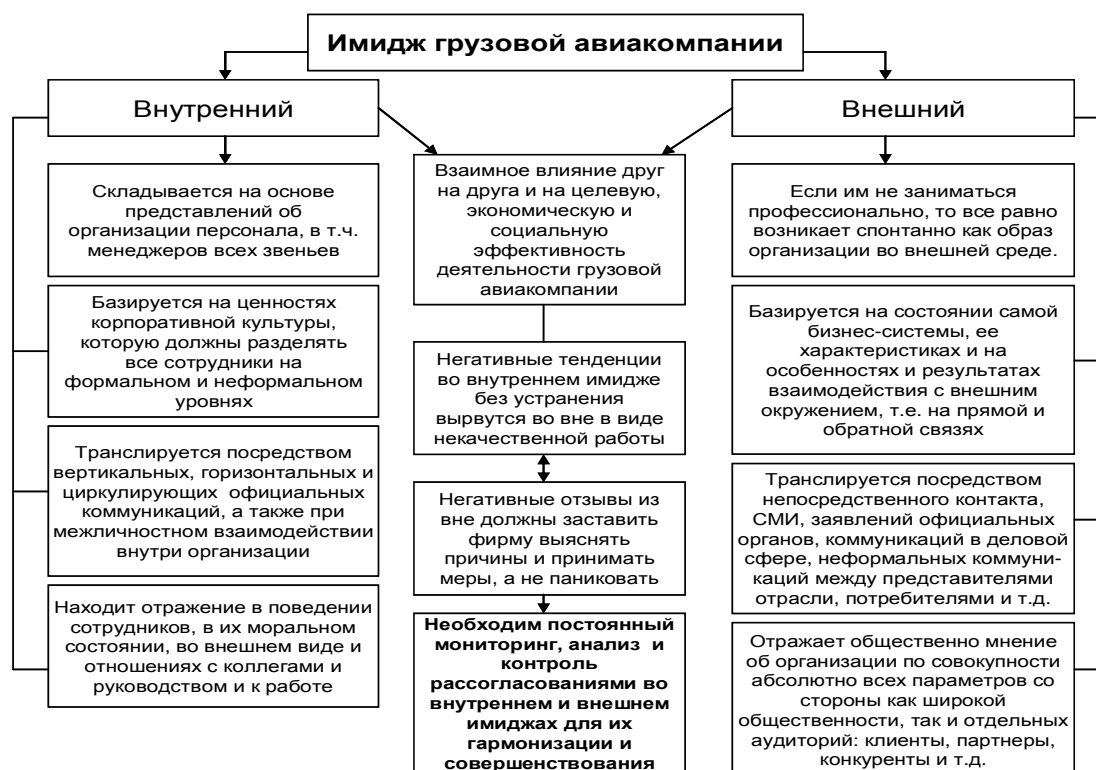 Имидж грузовой авиакомпании
Внутренний
Внешний
Складывается на основе
представлений об
организации персонала, в т.ч.
менеджеров всех звеньев
Базируется на ценностях
корпоративной культуры,
которую должны разделять
все сотрудники на
формальном и неформальном
уровнях
Транслируется посредством
вертикальных, горизонтальных и
циркулирующих официальных
коммуникаций, а также при
межличностном взаимодействии
внутри организации
Находит отражение в поведении
сотрудников, в их моральном
состоянии, во внешнем виде и
отношениях с коллегами и
руководством и к работе
Взаимное влияние друг
на друга и на целевую,
экономическую и
социальную
эффективность
деятельности грузовой
авиакомпании
Негативные тенденции
во внутреннем имидже
без устранения
вырвутся во вне в виде
некачественной работы
Негативные отзывы из
вне должны заставить
фирму выяснять
причины и принимать
меры, а не паниковать
Необходим постоянный
мониторинг, анализ и
контроль
рассогласованиями во
внутреннем и внешнем
имиджах для их
гармонизации и
совершенствования
Если им не заниматься
профессионально, то все равно
возникает спонтанно как образ
организации во внешней среде.
Базируется на состоянии самой
бизнес-системы, ее
характеристиках и на
особенностях и результатах
взаимодействия с внешним
окружением, т.е. на прямой и
обратной связях
Транслируется посредством
непосредственного контакта,
СМИ, заявлений официальных
органов, коммуникаций в деловой
сфере, неформальных коммуни-
каций между представителями
отрасли, потребителями и т.д.
Отражает общественно мнение
об организации по совокупности
абсолютно всех параметров со
стороны как широкой
общественности, так и отдельных
аудиторий: клиенты, партнеры,
конкуренты и т.д.